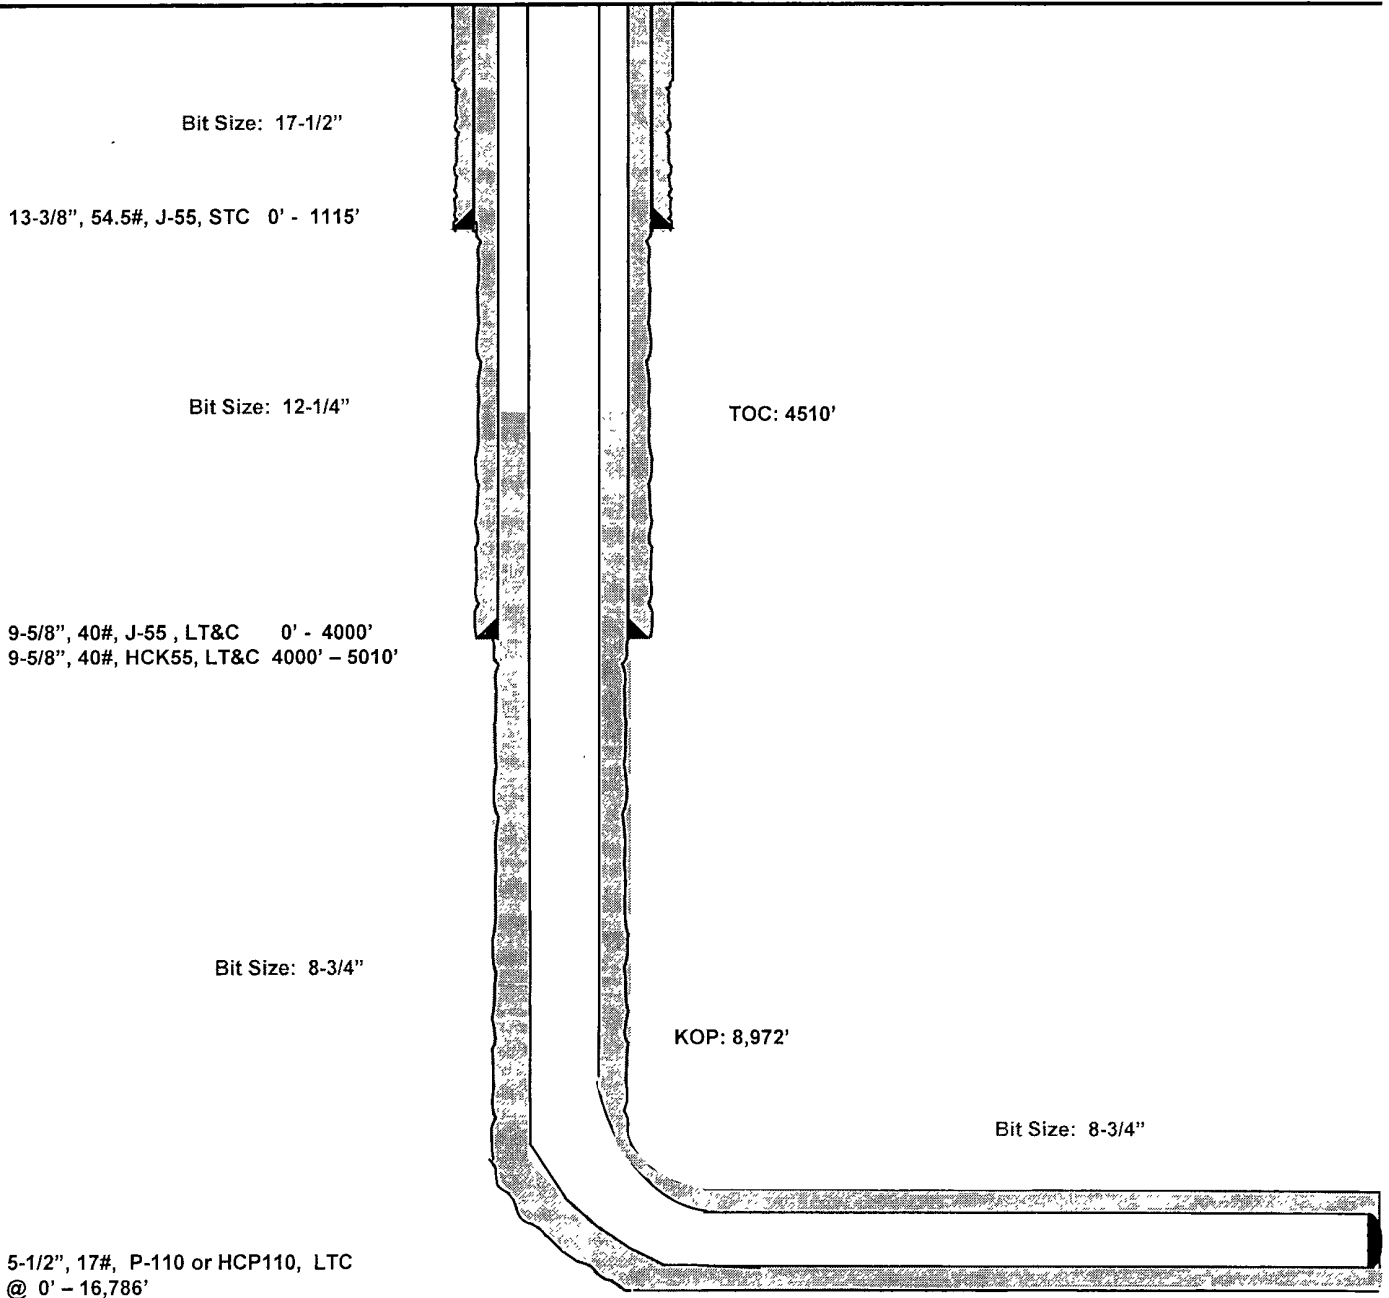 Bit Size: 17-1/2”
13-3/8”, 54.5#, J-55, STC 0’ - 1115’
Bit Size: 12-1/4”
TOC: 4510’
9-5/8”, 40#, J-55 , LT&C 0’ - 4000’
9-5/8”, 40#, HCK55, LT&C 4000’ – 5010’
Bit Size: 8-3/4”
KOP: 8,972’
Bit Size: 8-3/4”
5-1/2”, 17#, P-110 or HCP110, LTC
@ 0’ – 16,786’